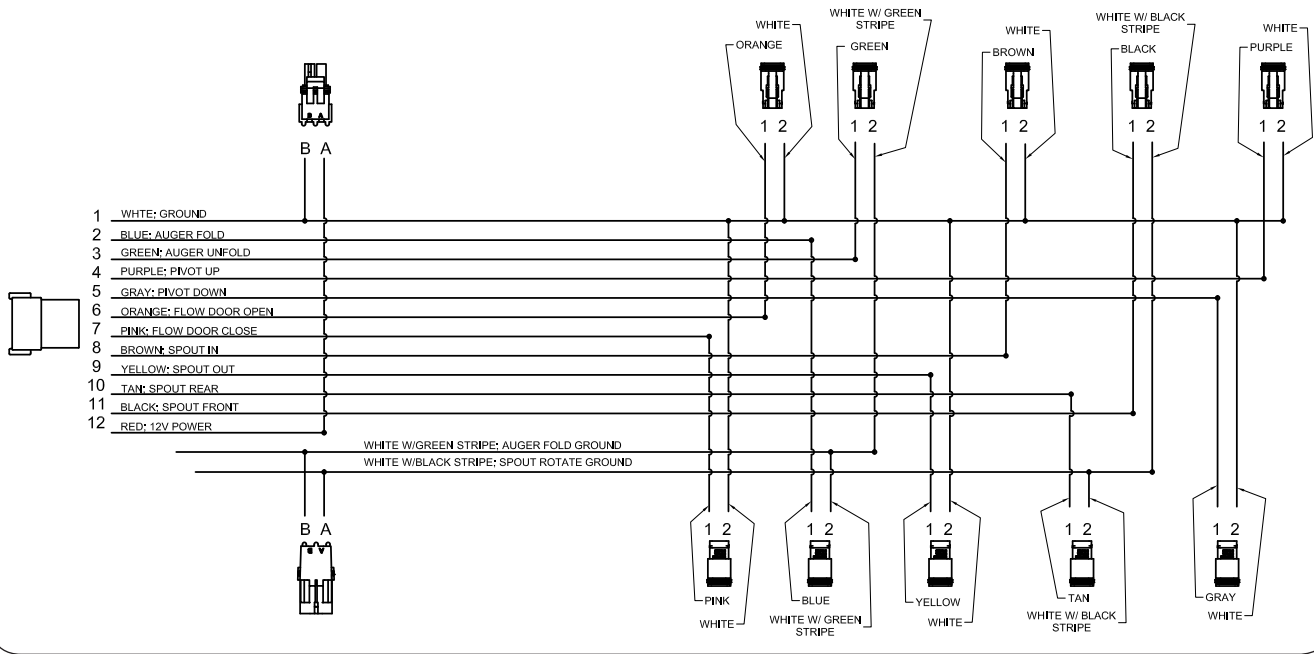 WHITE W/ GREEN
STRIPE
WHITE W/ BLACK
STRIPE
WHITE
ORANGE
GREEN
WHITE
BROWN
BLACK
WHITE
PURPLE
B A
1 2
1 2
1 2
1 2
1 2
B A
1 WHTE; GROUND
2 BLUE; AUGER FOLD
3 GREEN; AUGER UNFOLD
4 PURPLE; PIVOT UP
5 GRAY; PIVOT DOWN
6 ORANGE; FLOW DOOR OPEN
7 PINK; FLOW DOOR CLOSE
8 BROWN; SPOUT IN
9 YELLOW; SPOUT OUT
10 TAN; SPOUT REAR
11 BLACK; SPOUT FRONT
12 RED; 12V POWER
WHITE W/GREEN STRIPE; AUGER FOLD GROUND
WHITE W/BLACK STRIPE; SPOUT ROTATE GROUND
B A
1 2
1 2
1 2
1 2
1 2
B A
PINK
WHITE
BLUE
WHITE W/ GREEN
STRIPE
YELLOW
WHITE
TAN
WHITE W/ BLACK
STRIPE
GRAY
WHITE